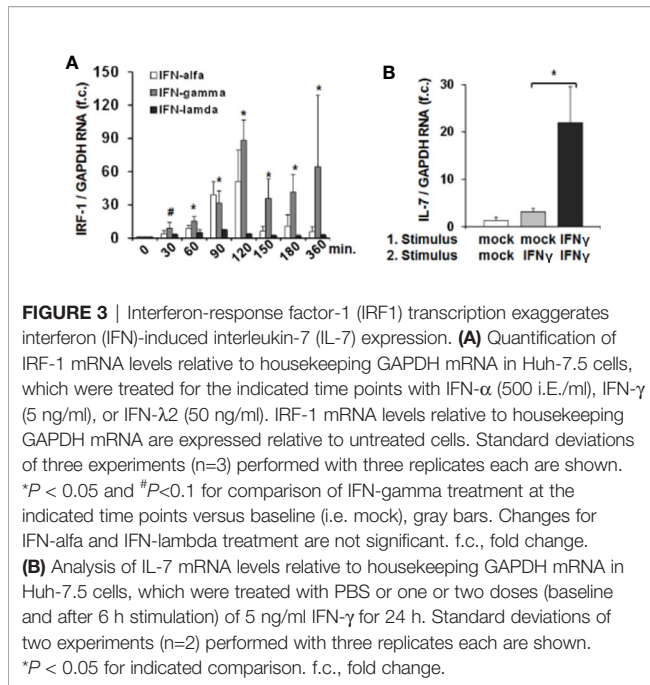 A
150
120
90
60
30
0
IRF-1 / GAPDH RNA (f.c.)
IFN-alfa
IFN-gamma
IFN-lamda
# * * * * * *
0 30 60 90 120 150 180 360 min.
B
30
20
10
0
IL-7 / GAPDH RNA (f.c.)
*
1. Stimulus mock mock IFNγ
2. Stimulus mock IFNγ IFNγ
FIGURE 3 | Interferon-response factor-1 (IRF1) transcription exaggerates
interferon (IFN)-induced interleukin-7 (IL-7) expression. (A) Quantification of
IRF-1 mRNA levels relative to housekeeping GAPDH mRNA in Huh-7.5 cells,
which were treated for the indicated time points with IFN-α (500 i.E./ml), IFN-γ
(5 ng/ml), or IFN-λ2 (50 ng/ml). IRF-1 mRNA levels relative to housekeeping
GAPDH mRNA are expressed relative to untreated cells. Standard deviations
of three experiments (n=3) performed with three replicates each are shown.
*P < 0.05 and #P<0.1 for comparison of IFN-gamma treatment at the
indicated time points versus baseline (i.e. mock), gray bars. Changes for
IFN-alfa and IFN-lambda treatment are not significant. f.c., fold change.
(B) Analysis of IL-7 mRNA levels relative to housekeeping GAPDH mRNA in
Huh-7.5 cells, which were treated with PBS or one or two doses (baseline
and after 6 h stimulation) of 5 ng/ml IFN-γ for 24 h. Standard deviations of
two experiments (n=2) performed with three replicates each are shown.
*P < 0.05 for indicated comparison. f.c., fold change.